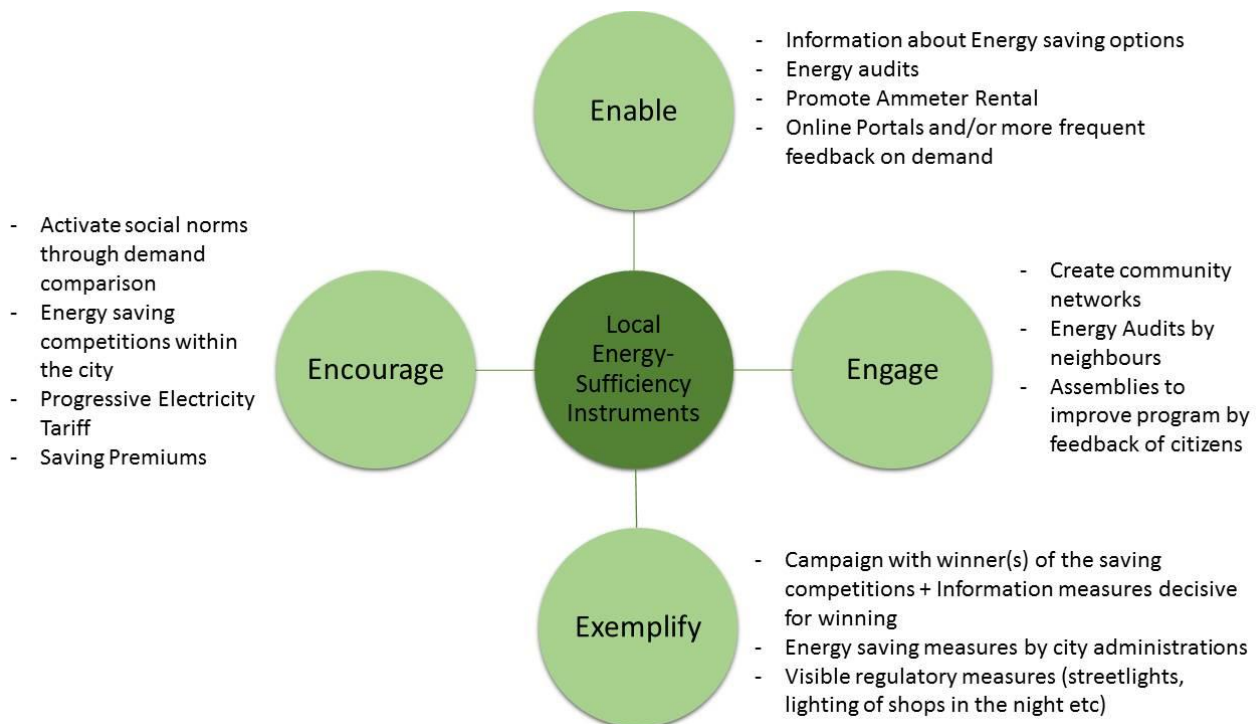 Enable
- Information about Energy saving options
- Energy audits
- Promote Ammeter Rental
- Online Portals and/or more frequent
feedback on demand
- Activate social norms
through demand
comparison
- Energy saving
competitions within
the city
- Progressive Electricity
Tariff
- Saving Premiums
Encourage
Local
Energy-
Sufficiency
Instruments
Engage
- Create community
networks
- Energy Audits by
neighbours
- Assemblies to
improve program by
feedback of citizens
Exemplify
- Campaign with winner(s) of the saving
competitions + Information measures decisive
for winning
- Energy saving measures by city administrations
- Visible regulatory measures (streetlights,
lighting of shops in the night etc)